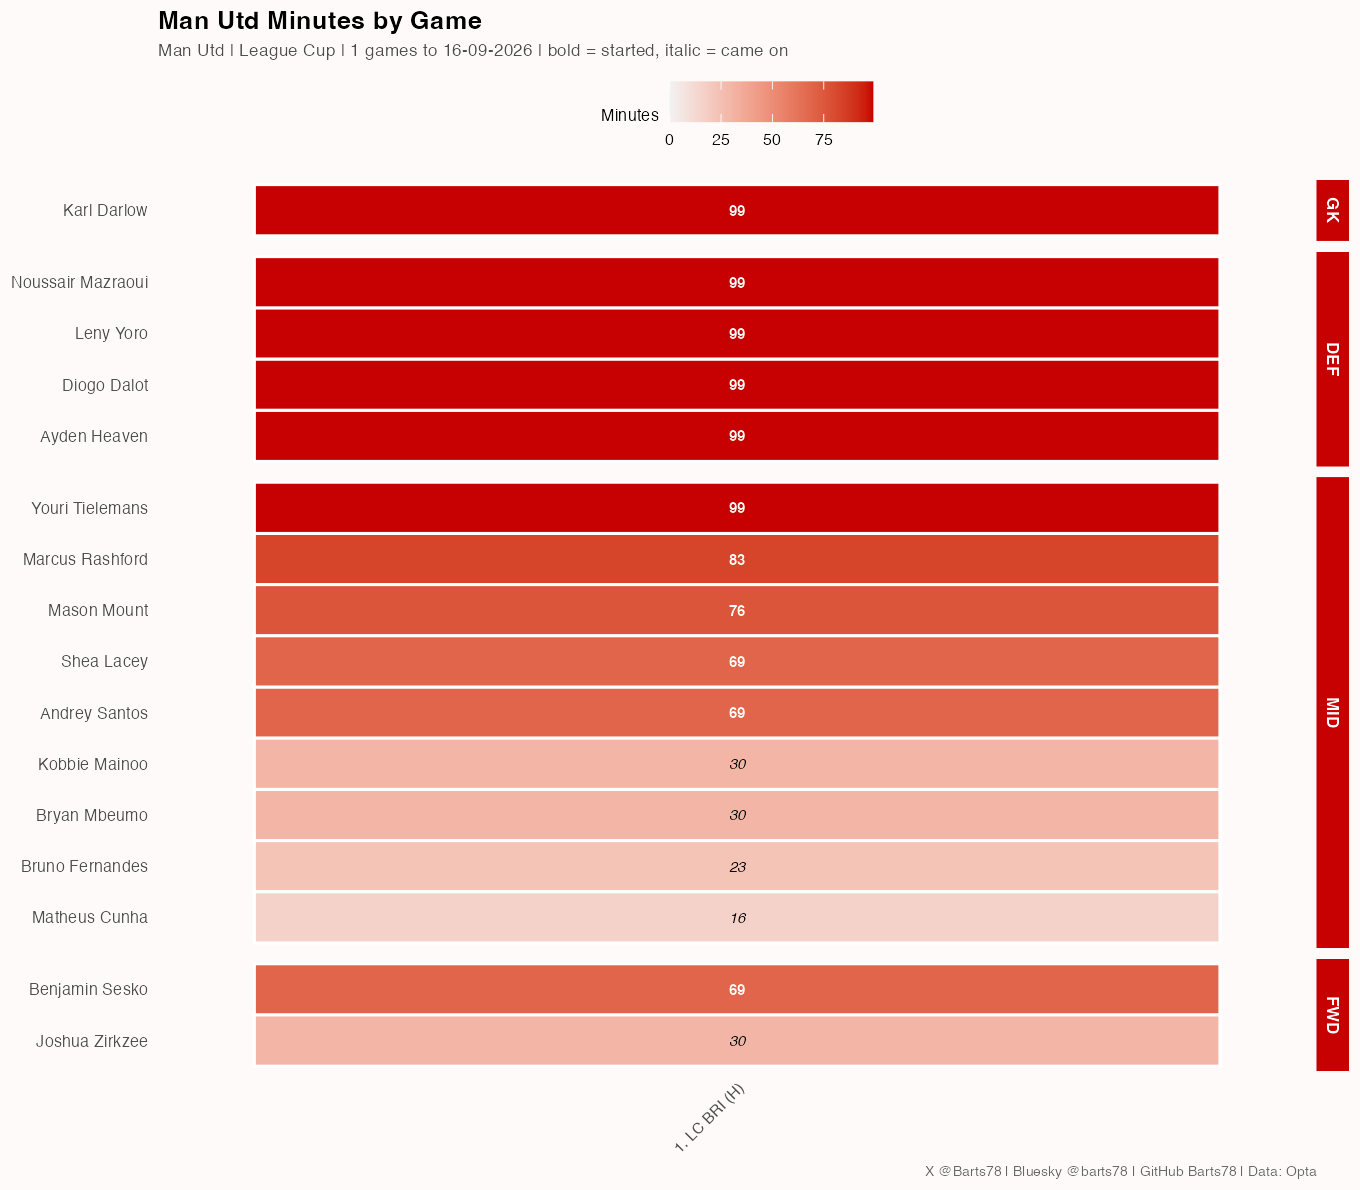 Man Utd Minutes by Game
Man Utd | League Cup | 1 games to 16-09-2026 | bold = started, italic = came on
Minutes
0 25 50 75
Karl Darlow 99
GK
Noussair Mazraoui 99
Leny Yoro 99
Diogo Dalot 99
Ayden Heaven 99
DEF
Youri Tielemans 99
Marcus Rashford 83
Mason Mount 76
Shea Lacey 69
Andrey Santos 69
Kobbie Mainoo 30
Bryan Mbeumo 30
Bruno Fernandes 23
Matheus Cunha 16
MID
Benjamin Sesko 69
Joshua Zirkzee 30
FWD
1. LC BRI (H)
X @Barts78 | Bluesky @barts78 | GitHub Barts78 | Data: Opta